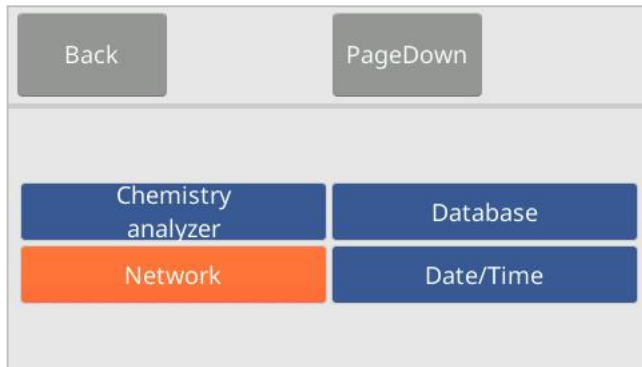 Back
PageDown
Chemistry
analyzer
Database
Network
Date/Time